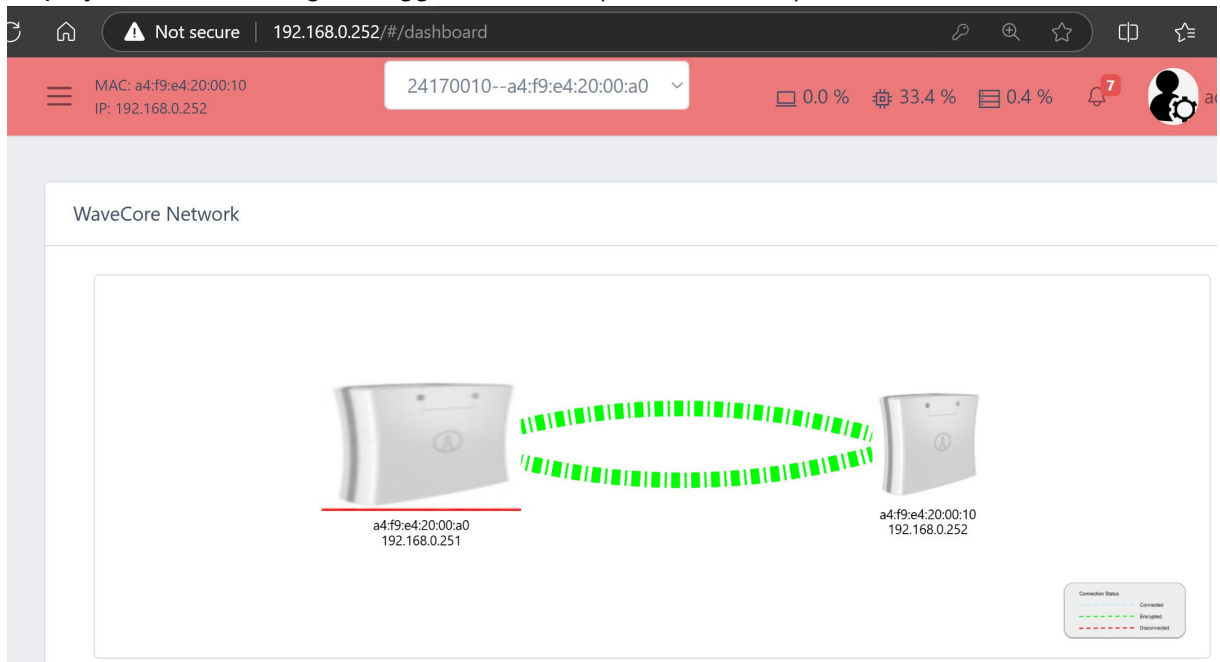 Not secure | 192.168.0.252/#/dashboard
MAC: a4:f9:e4:20:00:10
IP: 192.168.0.252
24170010--a4:f9:e4:20:00:a0
0.0 %
33.4 %
0.4 %
7
WaveCore Network
a4:f9:e4:20:00:a0
192.168.0.251
a4:f9:e4:20:00:10
192.168.0.252
Connection Status
Connected
Encrypted
Disconnected